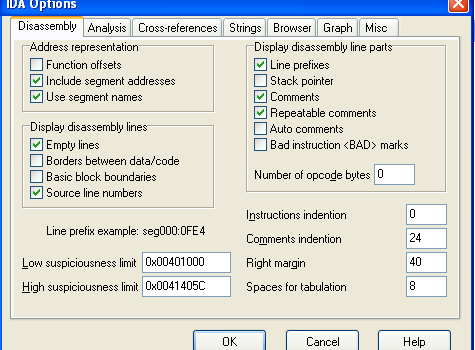 IDA Options
Disassembly Analysis Cross-references Strings Browser Graph Misc
Address representation
Function offsets
Include segment addresses
Use segment names
Display disassembly lines
Empty lines
Borders between data/code
Basic block boundaries
Source line numbers
Line prefix example: seg000:0FE4
Low suspiciousness limit 0x00401000
High suspiciousness limit 0x0041405C
Display disassembly line parts
Line prefixes
Stack pointer
Comments
Repeatable comments
Auto comments
Bad instruction <BAD> marks
Number of opcode bytes 0
Instructions indention 0
Comments indention 24
Right margin 40
Spaces for tabulation 8
OK Cancel Help